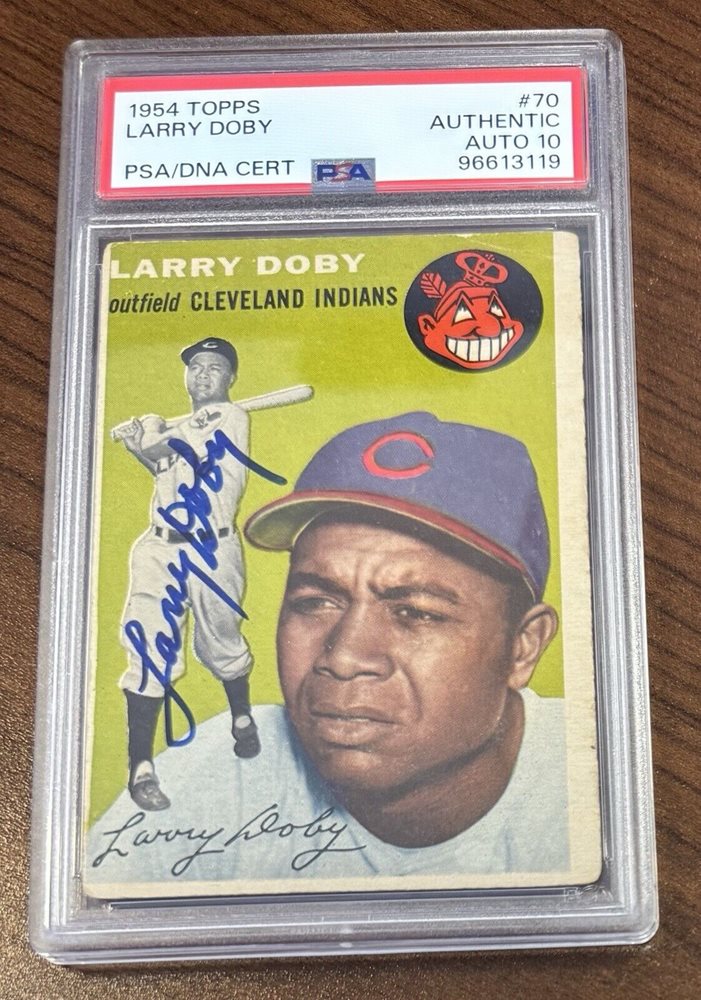 1954 TOPPS #70
LARRY DOBY AUTHENTIC
AUTO 10
PSA/DNA CERT PSA 96613119
LARRY DOBY
outfield CLEVELAND INDIANS
C
C
Larry Doby
Larry Doby